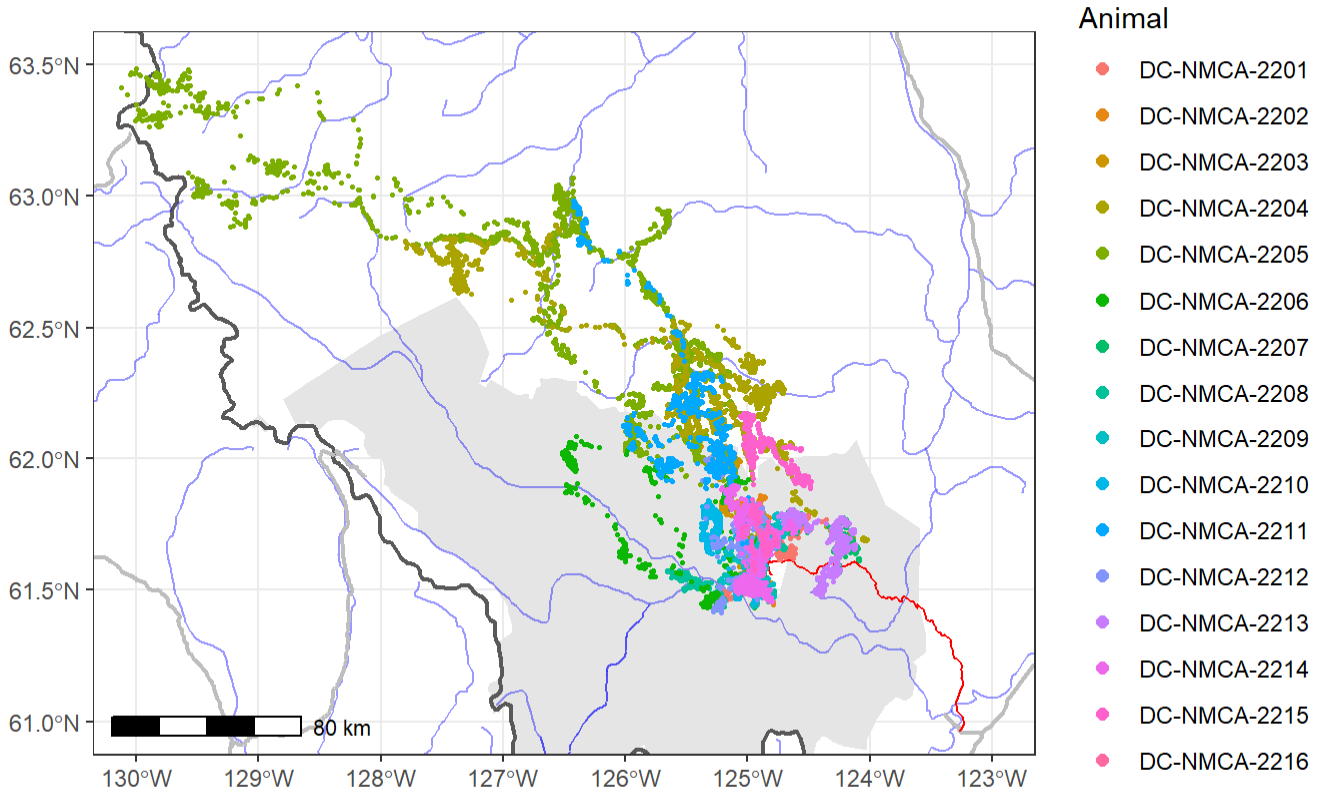 Animal
63.5°N
63.0°N
62.5°N
62.0°N
61.5°N
61.0°N
80 km
130°W
129°W
128°W
127°W
126°W
125°W
124°W
123°W
DC-NMCA-2201
DC-NMCA-2202
DC-NMCA-2203
DC-NMCA-2204
DC-NMCA-2205
DC-NMCA-2206
DC-NMCA-2207
DC-NMCA-2208
DC-NMCA-2209
DC-NMCA-2210
DC-NMCA-2211
DC-NMCA-2212
DC-NMCA-2213
DC-NMCA-2214
DC-NMCA-2215
DC-NMCA-2216